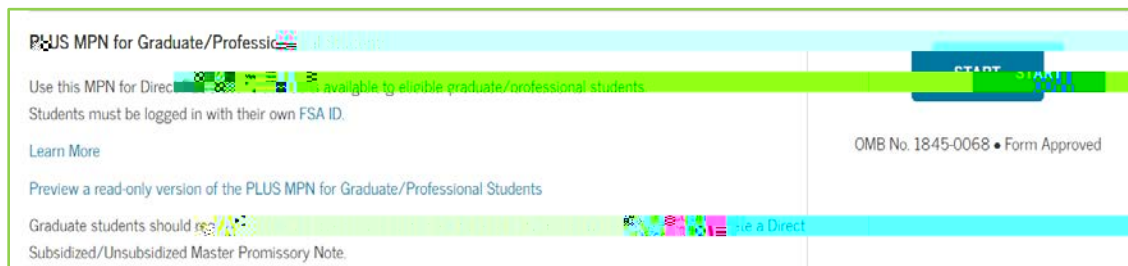 PLUS MPN for Graduate/Professio
Use this MPN for Direc available to eligible graduate/professional students
START
Students must be logged in with their own FSA ID.
Learn More
OMB No. 1845-0068 • Form Approved
Preview a read-only version of the PLUS MPN for Graduate/Professional Students
Graduate students should a Direct
Subsidized/Unsubsidized Master Promissory Note.